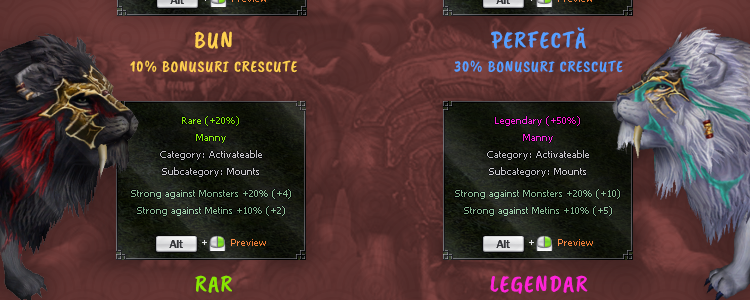 Alt + Preview
Alt + Preview
BUN
PERFECTĂ
10% BONUSURI CRESCUTE
30% BONUSURI CRESCUTE
Rare (+20%)
Manny
Category: Activateable
Subcategory: Mounts
Strong against Monsters +20% (+4)
Strong against Metins +10% (+2)
Alt + Preview
Legendary (+50%)
Manny
Category: Activateable
Subcategory: Mounts
Strong against Monsters +20% (+10)
Strong against Metins +10% (+5)
Alt + Preview
RAR
LEGENDAR